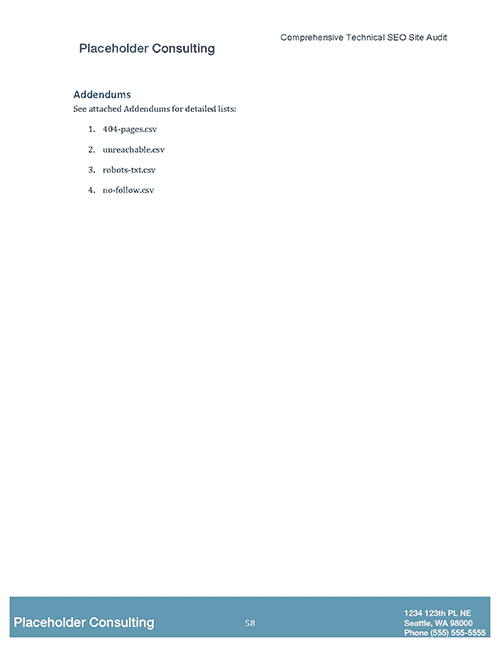 Placeholder Consulting
Comprehensive Technical SEO Site Audit
Addendums
See attached Addendums for detailed lists:
1. 404-pages.csv
2. unreachable.csv
3. robots-txt.csv
4. no-follow.csv
Placeholder Consulting
58
1234 123th PL NE
Seattle, WA 98000
Phone (555) 555-5555